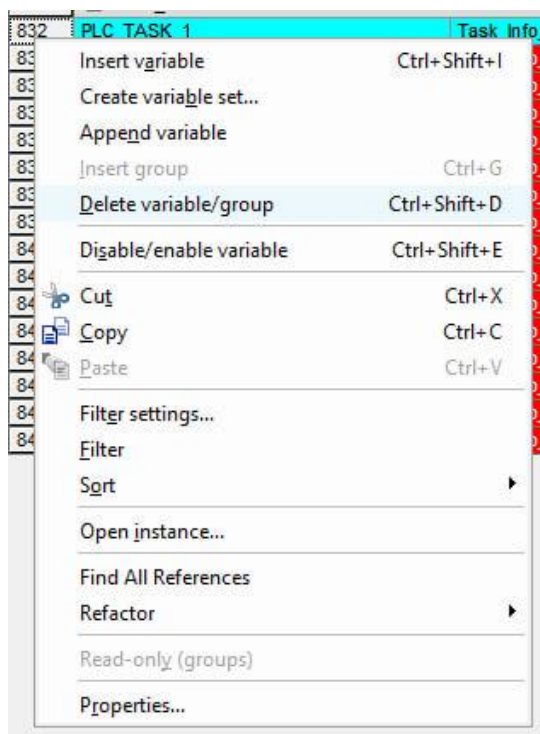 832 PLC TASK 1 Task Info_
Insert variable Ctrl+Shift+I
Create variable set...
Append variable
Insert group Ctrl+G
Delete variable/group Ctrl+Shift+D
Disable/enable variable Ctrl+Shift+E
Cut Ctrl+X
Copy Ctrl+C
Paste Ctrl+V
Filter settings...
Filter
Sort
Open instance...
Find All References
Refactor
Read-only (groups)
Properties...